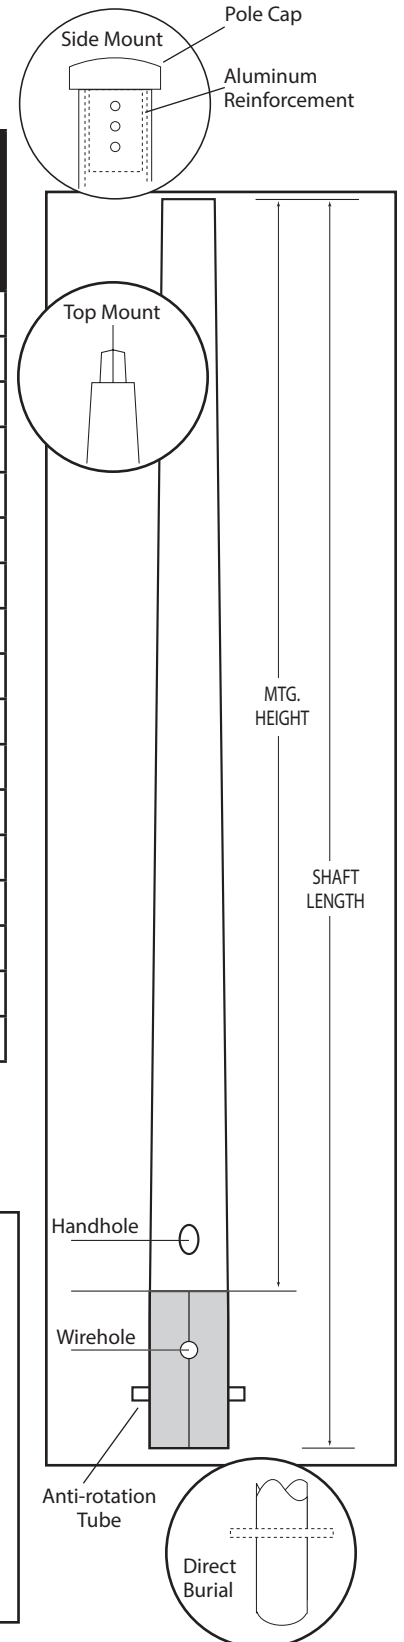 Pole Cap
Side Mount
Aluminum
Reinforcement
Top Mount
MTG.
HEIGHT
SHAFT
LENGTH
Handhole
Wirehole
Anti-rotation
Tube
Direct
Burial